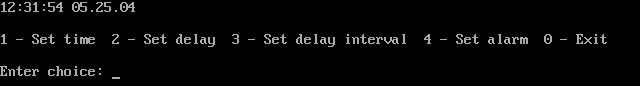 12:31:54 05.25.04
1 - Set time  2 - Set delay  3 - Set delay interval  4 - Set alarm  0 - Exit
Enter choice: _